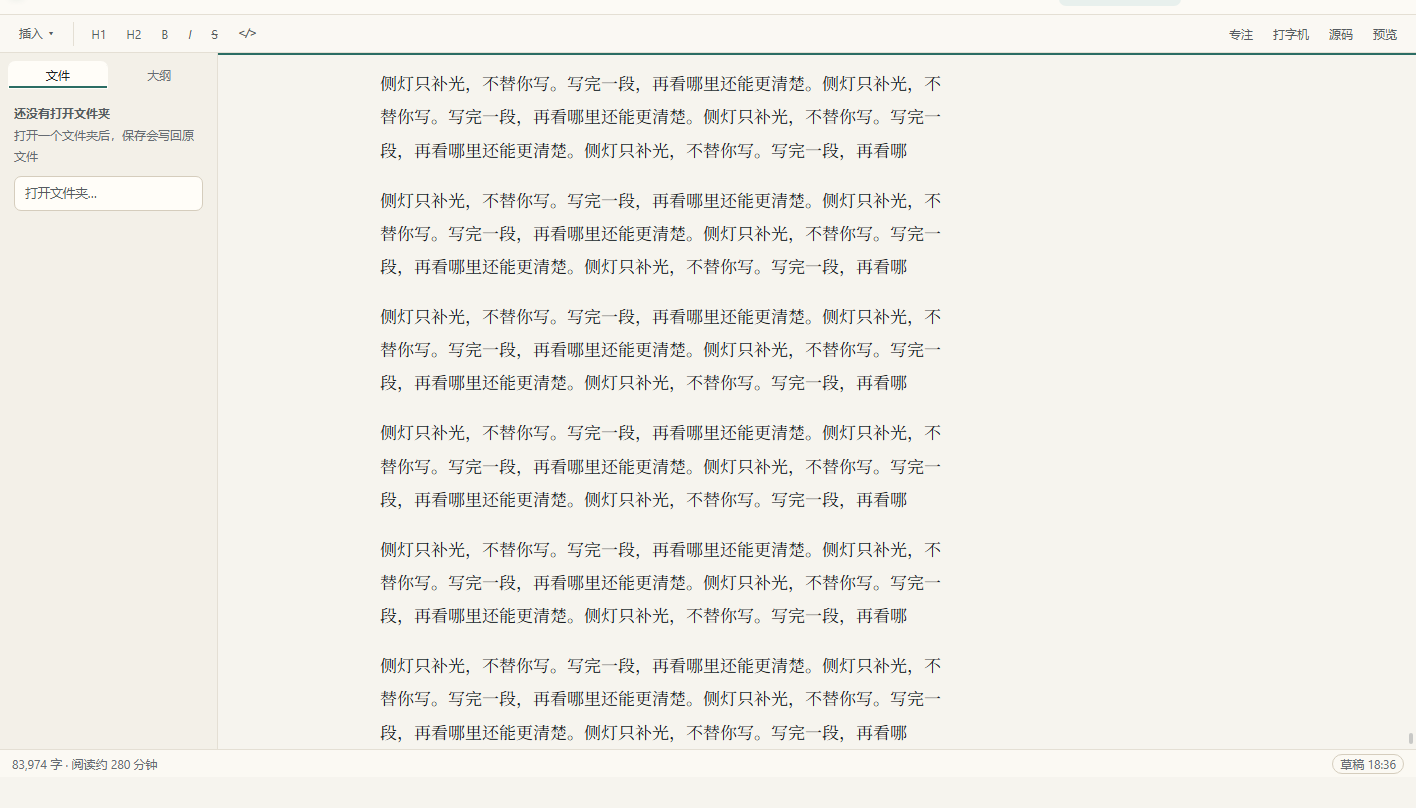 插入 ▾ H1 H2 B I S </> 专注 打字机 源码 预览
文件 大纲
还没有打开文件夹
打开一个文件夹后，保存会写回原
文件
打开文件夹...
侧灯只补光，不替你写。写完一段，再看哪里还能更清楚。侧灯只补光，不
替你写。写完一段，再看哪里还能更清楚。侧灯只补光，不替你写。写完一
段，再看哪里还能更清楚。侧灯只补光，不替你写。写完一段，再看哪
侧灯只补光，不替你写。写完一段，再看哪里还能更清楚。侧灯只补光，不
替你写。写完一段，再看哪里还能更清楚。侧灯只补光，不替你写。写完一
段，再看哪里还能更清楚。侧灯只补光，不替你写。写完一段，再看哪
侧灯只补光，不替你写。写完一段，再看哪里还能更清楚。侧灯只补光，不
替你写。写完一段，再看哪里还能更清楚。侧灯只补光，不替你写。写完一
段，再看哪里还能更清楚。侧灯只补光，不替你写。写完一段，再看哪
侧灯只补光，不替你写。写完一段，再看哪里还能更清楚。侧灯只补光，不
替你写。写完一段，再看哪里还能更清楚。侧灯只补光，不替你写。写完一
段，再看哪里还能更清楚。侧灯只补光，不替你写。写完一段，再看哪
侧灯只补光，不替你写。写完一段，再看哪里还能更清楚。侧灯只补光，不
替你写。写完一段，再看哪里还能更清楚。侧灯只补光，不替你写。写完一
段，再看哪里还能更清楚。侧灯只补光，不替你写。写完一段，再看哪
侧灯只补光，不替你写。写完一段，再看哪里还能更清楚。侧灯只补光，不
替你写。写完一段，再看哪里还能更清楚。侧灯只补光，不替你写。写完一
段，再看哪里还能更清楚。侧灯只补光，不替你写。写完一段，再看哪
83,974 字 · 阅读约 280 分钟 草稿 18:36